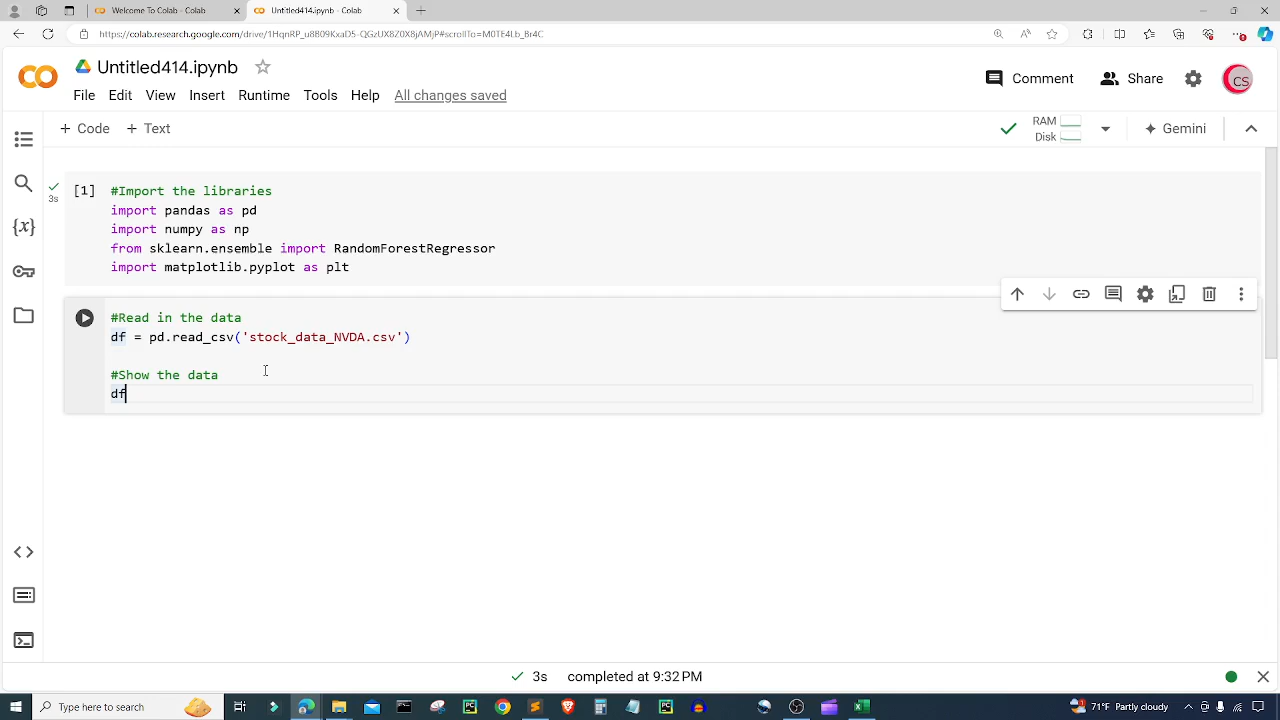 Welcome To Colab - Colab
Untitled414.ipynb - Colab
Untitled414.ipynb
File Edit View Insert Runtime Tools Help All changes saved
Comment
Share
CS
+ Code + Text
RAM
Disk
Gemini
[1]
3s
#Import the libraries
import pandas as pd
import numpy as np
from sklearn.ensemble import RandomForestRegressor
import matplotlib.pyplot as plt
#Read in the data
df = pd.read_csv('stock_data_NVDA.csv')
#Show the data
df
{x}
3s completed at 9:32 PM
Type here to search
71°F Partly cloudy